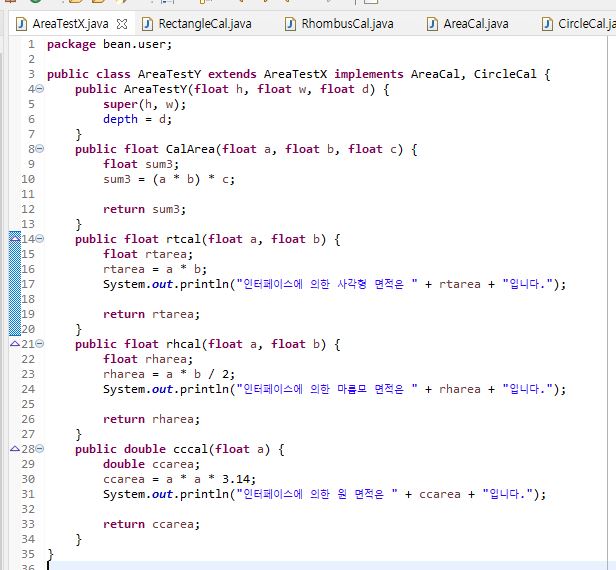 AreaTestX.java RectangleCal.java RhombusCal.java AreaCal.java CircleCal.ja
1 package bean.user;
2
3 public class AreaTestY extends AreaTestX implements AreaCal, CircleCal {
4 public AreaTestY(float h, float w, float d) {
5 super(h, w);
6 depth = d;
7 }
8 public float CalArea(float a, float b, float c) {
9 float sum3;
10 sum3 = (a * b) * c;
11
12 return sum3;
13 }
14 public float rtcal(float a, float b) {
15 float rtarea;
16 rtarea = a * b;
17 System.out.println("인터페이스에 의한 사각형 면적은 " + rtarea + "입니다.");
18
19 return rtarea;
20 }
21 public float rhcal(float a, float b) {
22 float rharea;
23 rharea = a * b / 2;
24 System.out.println("인터페이스에 의한 마름모 면적은 " + rharea + "입니다.");
25
26 return rharea;
27 }
28 public double cccal(float a) {
29 double ccarea;
30 ccarea = a * a * 3.14;
31 System.out.println("인터페이스에 의한 원 면적은 " + ccarea + "입니다.");
32
33 return ccarea;
34 }
35 }
36